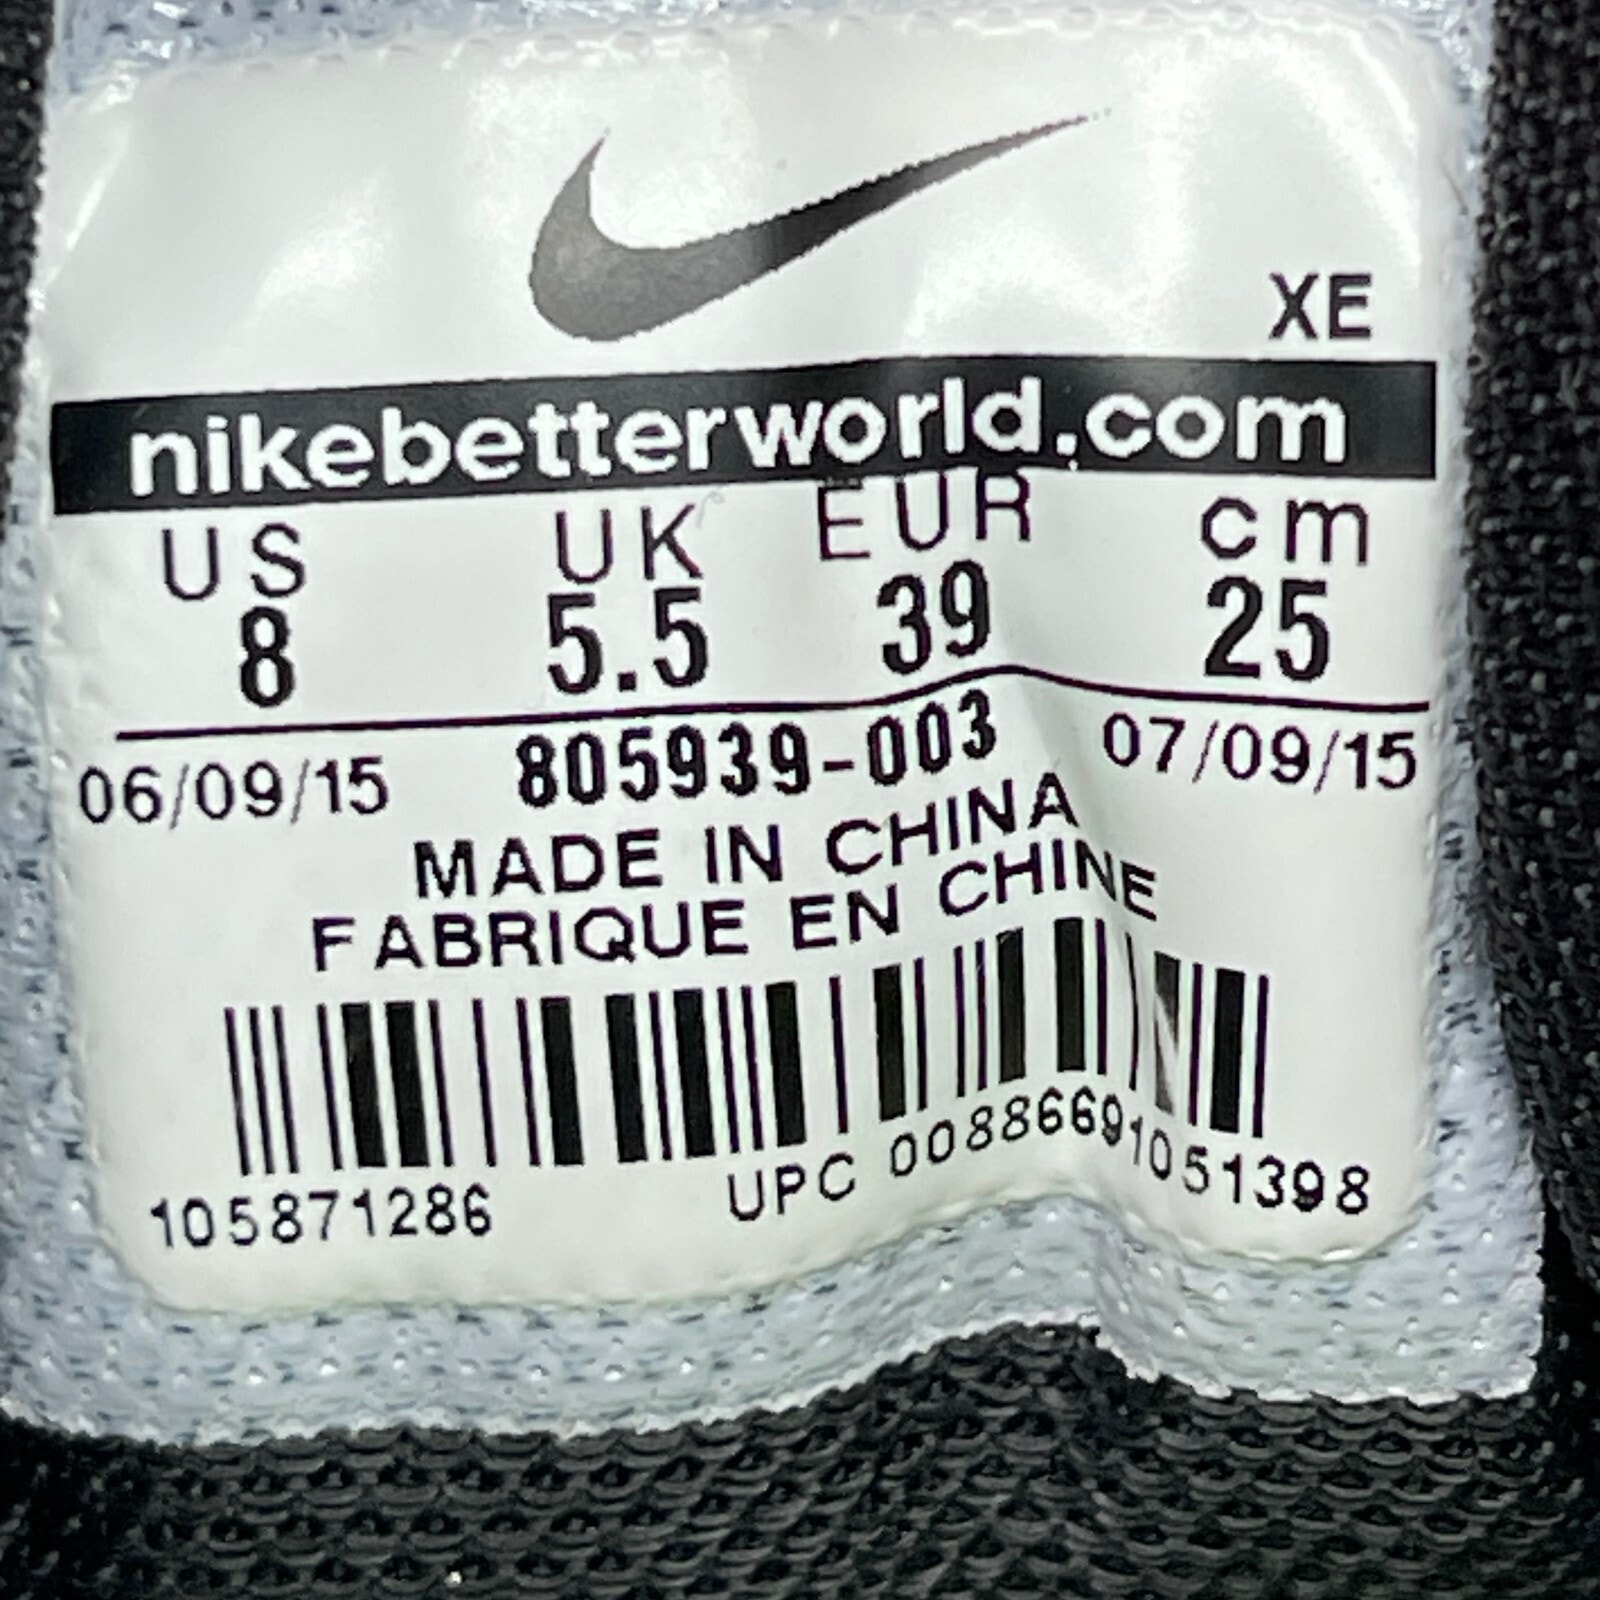 XE
nikebetterworld.com
US UK EUR cm
8 5.5 39 25
06/09/15 805939-003 07/09/15
MADE IN CHINA
FABRIQUE EN CHINE
105871286 UPC 00886691051398